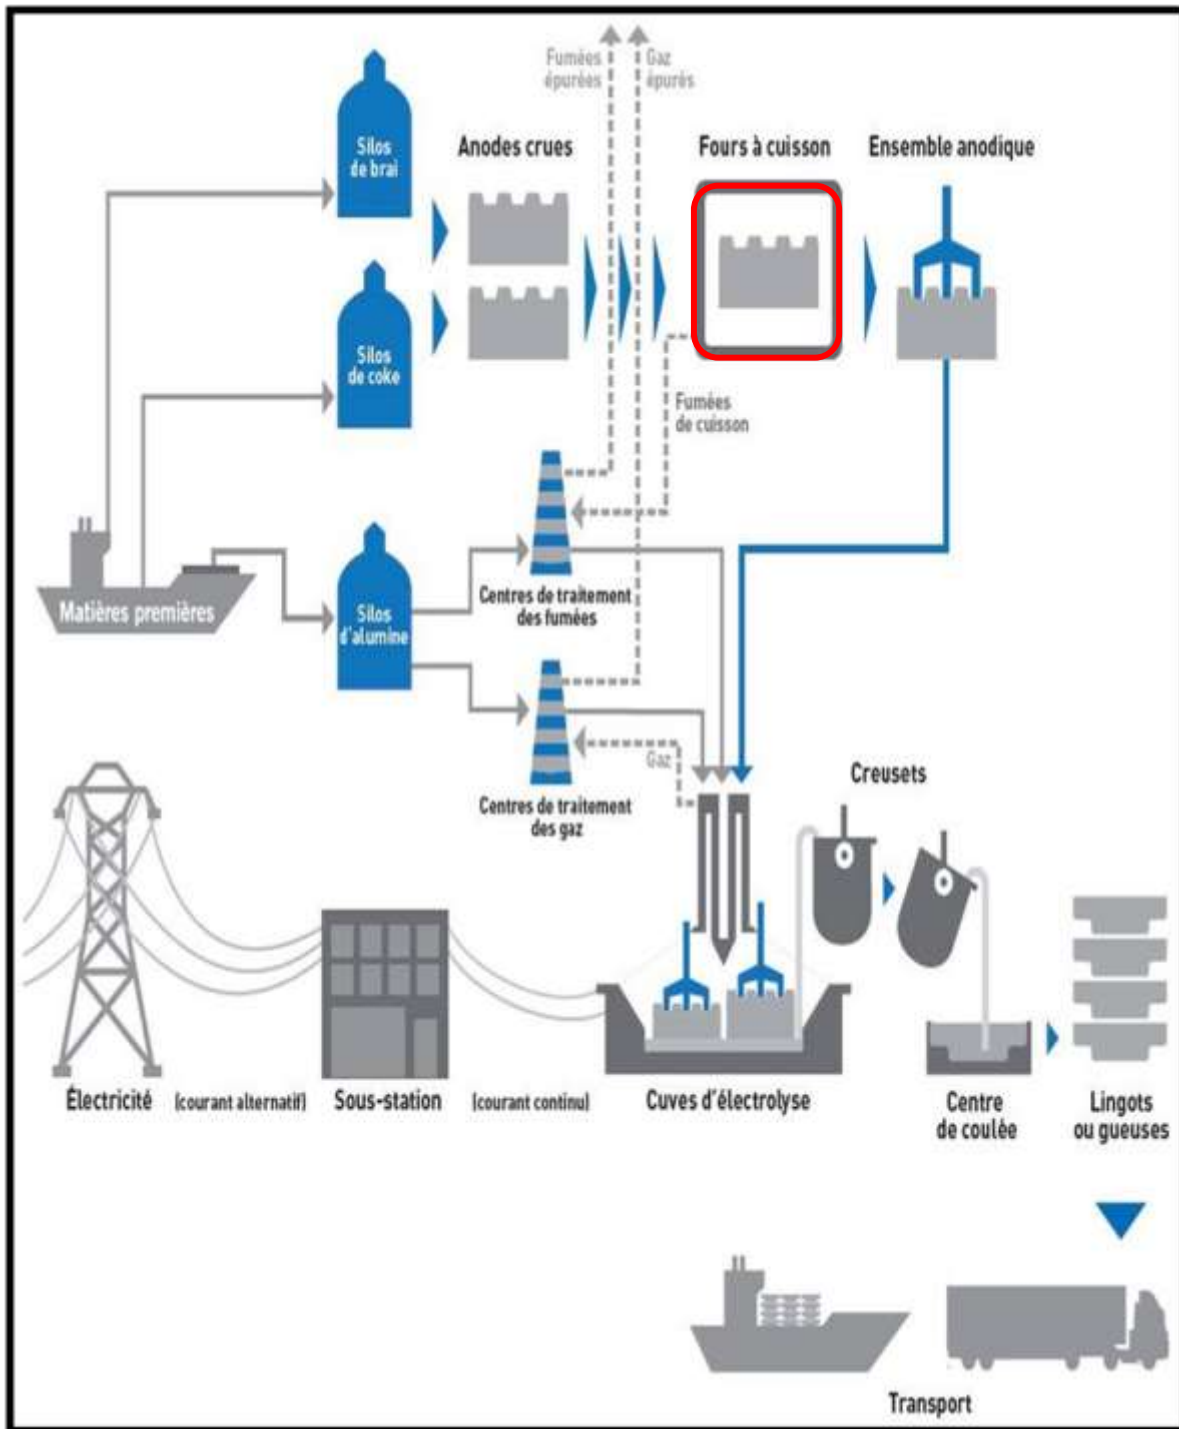 Fumées
épurées
Gaz
épurés
Silos
de brai
Anodes crues
Fours à cuisson
Ensemble anodique
Silos
de coke
Fumées
de cuisson
Matières premières
Silos
d'alumine
Centres de traitement
des fumées
Gaz
Centres de traitement
des gaz
Creusets
Électricité
(courant alternatif)
Sous-station
(courant continu)
Cuves d'électrolyse
Centre
de coulée
Lingots
ou gueuses
Transport